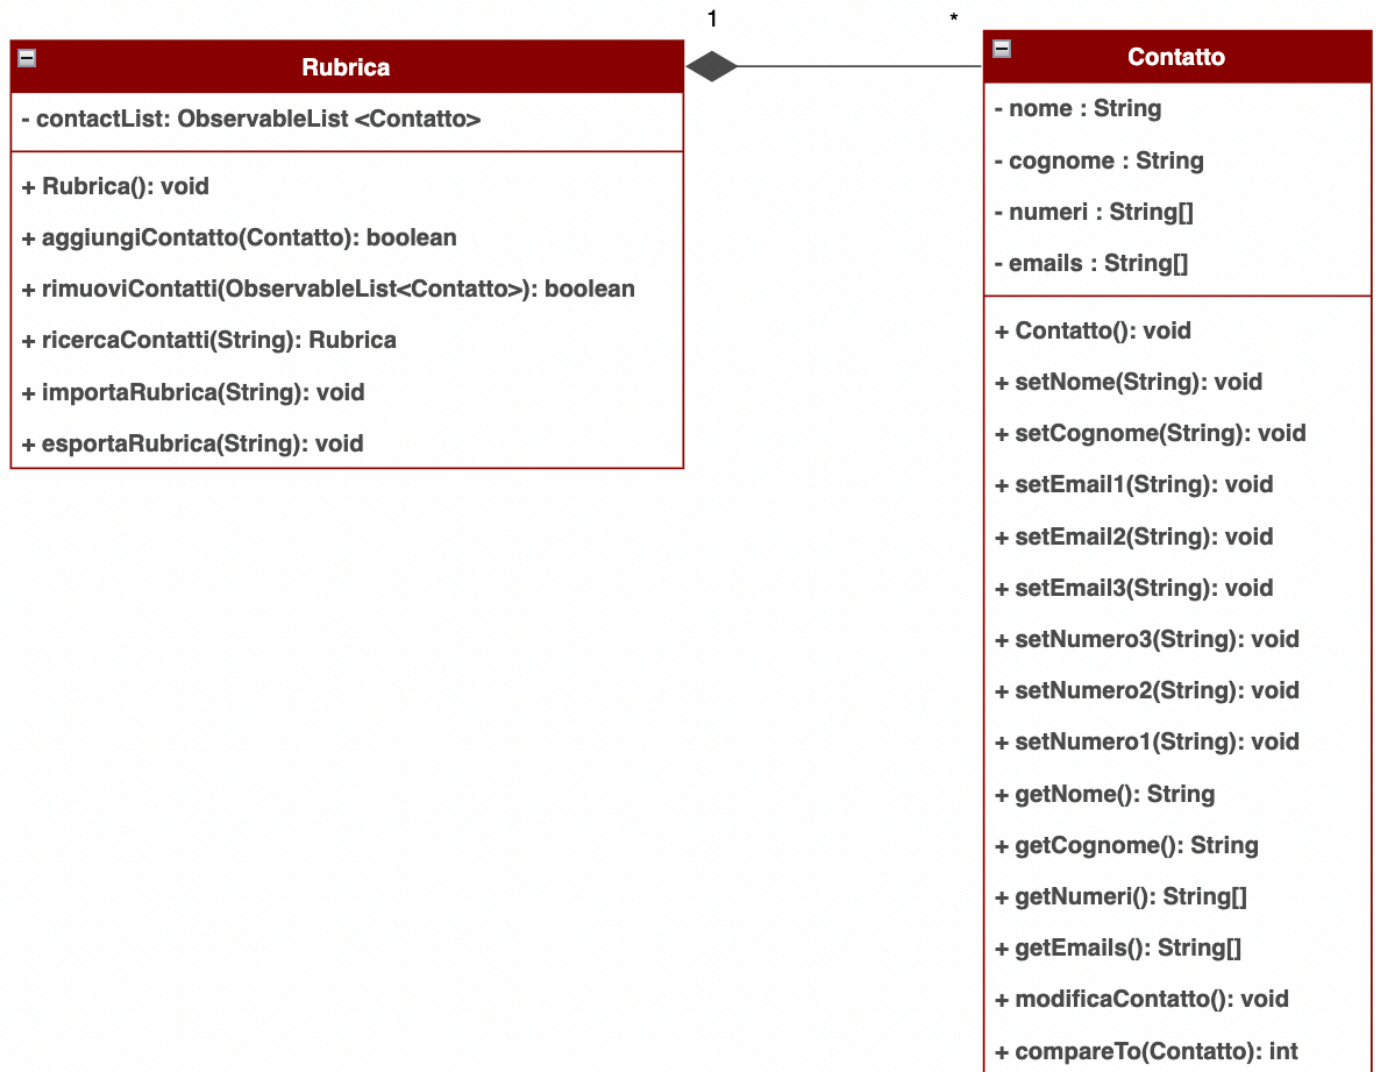 1
*
Rubrica
- contactList: ObservableList <Contatto>
+ Rubrica(): void
+ aggiungiContatto(Contatto): boolean
+ rimuoviContatti(ObservableList<Contatto>): boolean
+ ricercaContatti(String): Rubrica
+ importaRubrica(String): void
+ esportaRubrica(String): void
Contatto
- nome : String
- cognome : String
- numeri : String[]
- emails : String[]
+ Contatto(): void
+ setNome(String): void
+ setCognome(String): void
+ setEmail1(String): void
+ setEmail2(String): void
+ setEmail3(String): void
+ setNumero3(String): void
+ setNumero2(String): void
+ setNumero1(String): void
+ getNome(): String
+ getCognome(): String
+ getNumeri(): String[]
+ getEmails(): String[]
+ modificaContatto(): void
+ compareTo(Contatto): int